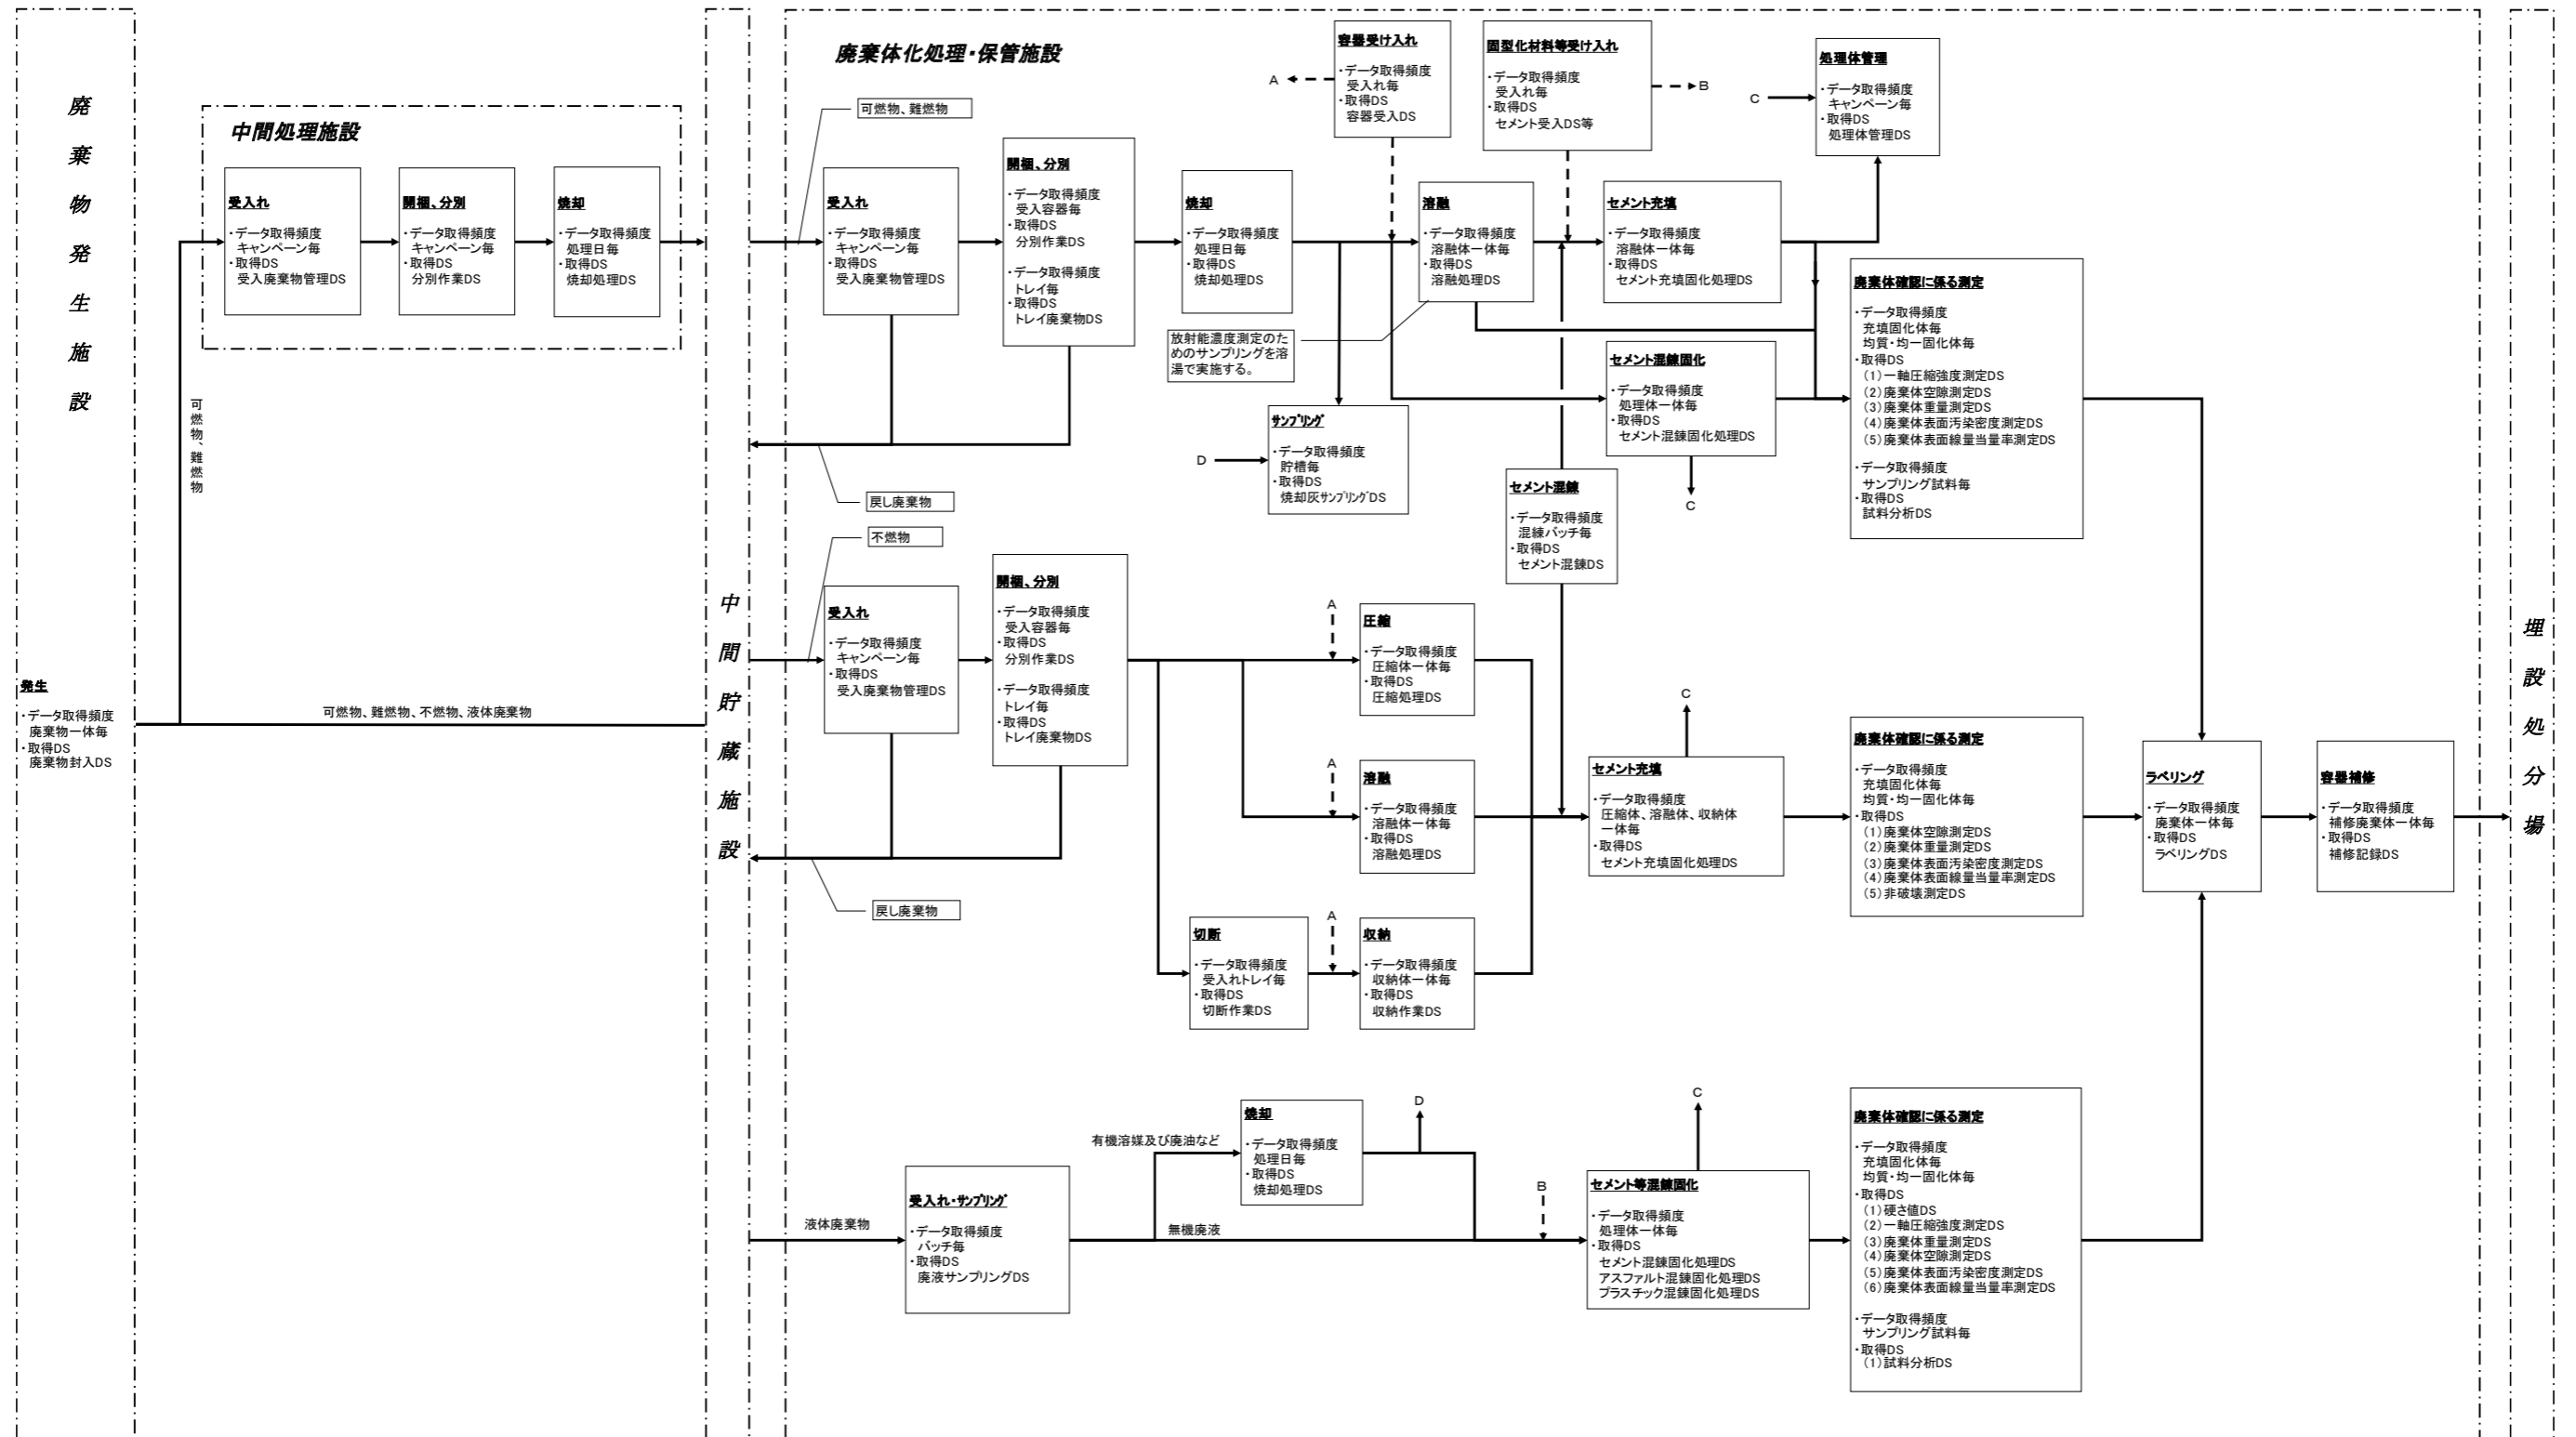 廃棄物発生施設
発生
・データ取得頻度
廃棄物一体毎
・取得DS
廃棄物封入DS
可燃物、難燃物
可燃物、難燃物、不燃物、液体廃棄物
中間処理施設
受入れ
・データ取得頻度
キャンペーン毎
・取得DS
受入廃棄物管理DS
開梱、分別
・データ取得頻度
キャンペーン毎
・取得DS
分別作業DS
焼却
・データ取得頻度
処理日毎
・取得DS
焼却処理DS
中間貯蔵施設
廃棄体化処理・保管施設
可燃物、難燃物
受入れ
・データ取得頻度
キャンペーン毎
・取得DS
受入廃棄物管理DS
開梱、分別
・データ取得頻度
受入容器毎
・取得DS
分別作業DS
・データ取得頻度
トレイ毎
・取得DS
トレイ廃棄物DS
焼却
・データ取得頻度
処理日毎
・取得DS
焼却処理DS
A
容器受け入れ
・データ取得頻度
受入れ毎
・取得DS
容器受入DS
固型化材料等受け入れ
・データ取得頻度
受入れ毎
・取得DS
セメント受入DS等
B
C
処理体管理
・データ取得頻度
キャンペーン毎
・取得DS
処理体管理DS
溶融
・データ取得頻度
溶融体一体毎
・取得DS
溶融処理DS
セメント充填
・データ取得頻度
溶融体一体毎
・取得DS
セメント充填固化処理DS
放射能濃度測定のた
めのサンプリングを溶
湯で実施する。
D
サンプリング
・データ取得頻度
貯槽毎
・取得DS
焼却灰サンプリングDS
セメント混錬固化
・データ取得頻度
処理体一体毎
・取得DS
セメント混錬固化処理DS
C
セメント混錬
・データ取得頻度
混練バッチ毎
・取得DS
セメント混錬DS
廃棄体確認に係る測定
・データ取得頻度
充填固化体毎
均質・均一固化体毎
・取得DS
(1)一軸圧縮強度測定DS
(2)廃棄体空隙測定DS
(3)廃棄体重量測定DS
(4)廃棄体表面汚染密度測定DS
(5)廃棄体表面線量当量率測定DS
・データ取得頻度
サンプリング試料毎
・取得DS
試料分析DS
戻し廃棄物
不燃物
受入れ
・データ取得頻度
キャンペーン毎
・取得DS
受入廃棄物管理DS
開梱、分別
・データ取得頻度
受入容器毎
・取得DS
分別作業DS
・データ取得頻度
トレイ毎
・取得DS
トレイ廃棄物DS
戻し廃棄物
A
圧縮
・データ取得頻度
圧縮体一体毎
・取得DS
圧縮処理DS
A
溶融
・データ取得頻度
溶融体一体毎
・取得DS
溶融処理DS
切断
・データ取得頻度
受入れトレイ毎
・取得DS
切断作業DS
A
収納
・データ取得頻度
収納体一体毎
・取得DS
収納作業DS
C
セメント充填
・データ取得頻度
圧縮体、溶融体、収納体
一体毎
・取得DS
セメント充填固化処理DS
廃棄体確認に係る測定
・データ取得頻度
充填固化体毎
均質・均一固化体毎
・取得DS
(1)廃棄体空隙測定DS
(2)廃棄体重量測定DS
(3)廃棄体表面汚染密度測定DS
(4)廃棄体表面線量当量率測定DS
(5)非破壊測定DS
ラベリング
・データ取得頻度
廃棄体一体毎
・取得DS
ラベリングDS
容器補修
・データ取得頻度
補修廃棄体一体毎
・取得DS
補修記録DS
埋設処分場
液体廃棄物
受入れ・サンプリング
・データ取得頻度
バッチ毎
・取得DS
廃液サンプリングDS
有機溶媒及び廃油など
無機廃液
焼却
・データ取得頻度
処理日毎
・取得DS
焼却処理DS
D
B
C
セメント等混錬固化
・データ取得頻度
処理体一体毎
・取得DS
セメント混錬固化処理DS
アスファルト混錬固化処理DS
プラスチック混錬固化処理DS
廃棄体確認に係る測定
・データ取得頻度
充填固化体毎
均質・均一固化体毎
・取得DS
(1)硬さ値DS
(2)一軸圧縮強度測定DS
(3)廃棄体重量測定DS
(4)廃棄体空隙測定DS
(5)廃棄体表面汚染密度測定DS
(6)廃棄体表面線量当量率測定DS
・データ取得頻度
サンプリング試料毎
・取得DS
(1)試料分析DS